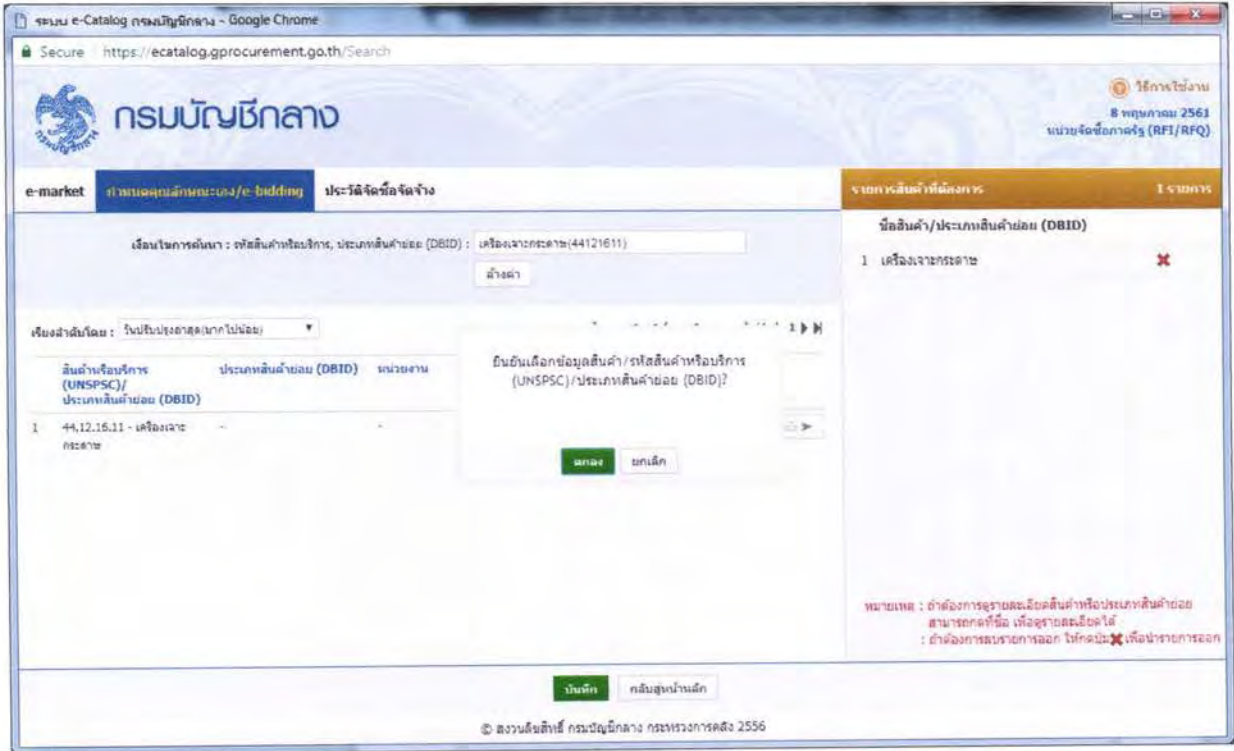 ระบบ e-Catalog กรมบัญชีกลาง - Google Chrome
Secure https://ecatalog.gprocurement.go.th/Search
กรมบัญชีกลาง
วิธีการใช้งาน
8 พฤษภาคม 2561
หน่วยจัดซื้อภาครัฐ (RFI/RFQ)
e-market กำหนดคุณลักษณะเอง/e-bidding ประวัติจัดซื้อจัดจ้าง
รายการสินค้าที่ต้องการ 1 รายการ
ชื่อสินค้า/ประเภทสินค้าย่อย (DBID)
1 เครื่องเจาะกระดาษ
เงื่อนไขการค้นหา : รหัสสินค้าหรือบริการ, ประเภทสินค้าย่อย (DBID) : เครื่องเจาะกระดาษ(44121611)
ล้างค่า
เรียงลำดับโดย : วันปรับปรุงล่าสุด(มากไปน้อย)
1
สินค้าหรือบริการ (UNSPSC)/ ประเภทสินค้าย่อย (DBID)
ประเภทสินค้าย่อย (DBID)
หน่วยงาน
1 44.12.16.11 - เครื่องเจาะกระดาษ - -
ยืนยันเลือกข้อมูลสินค้า/รหัสสินค้าหรือบริการ
(UNSPSC)/ประเภทสินค้าย่อย (DBID)?
ตกลง ยกเลิก
หมายเหตุ : ถ้าต้องการดูรายละเอียดสินค้าหรือประเภทสินค้าย่อย
สามารถกดที่ชื่อ เพื่อดูรายละเอียดได้
: ถ้าต้องการลบรายการออก ให้กดปุ่ม เพื่อนำรายการออก
บันทึก กลับสู่หน้าหลัก
© สงวนลิขสิทธิ์ กรมบัญชีกลาง กระทรวงการคลัง 2556